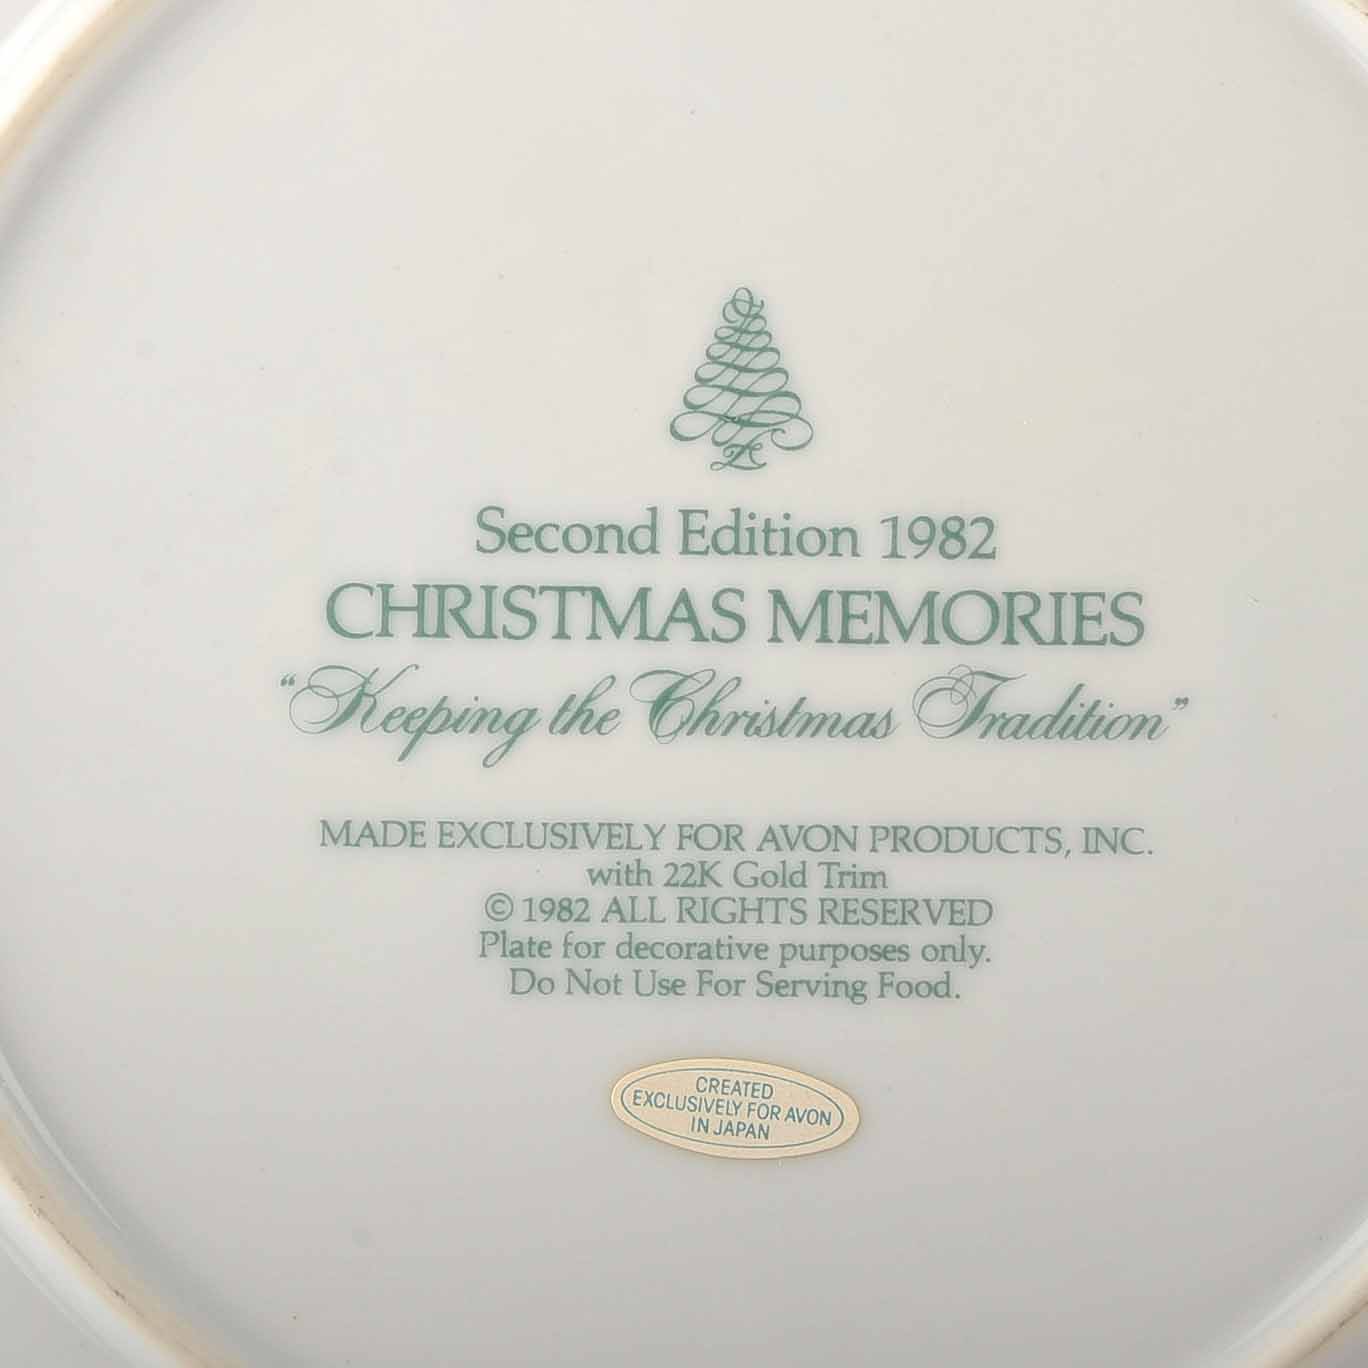 Second Edition 1982
CHRISTMAS MEMORIES
“Keeping the Christmas Tradition”
MADE EXCLUSIVELY FOR AVON PRODUCTS, INC.
with 22K Gold Trim
© 1982 ALL RIGHTS RESERVED
Plate for decorative purposes only.
Do Not Use For Serving Food.
CREATED
EXCLUSIVELY FOR AVON
IN JAPAN